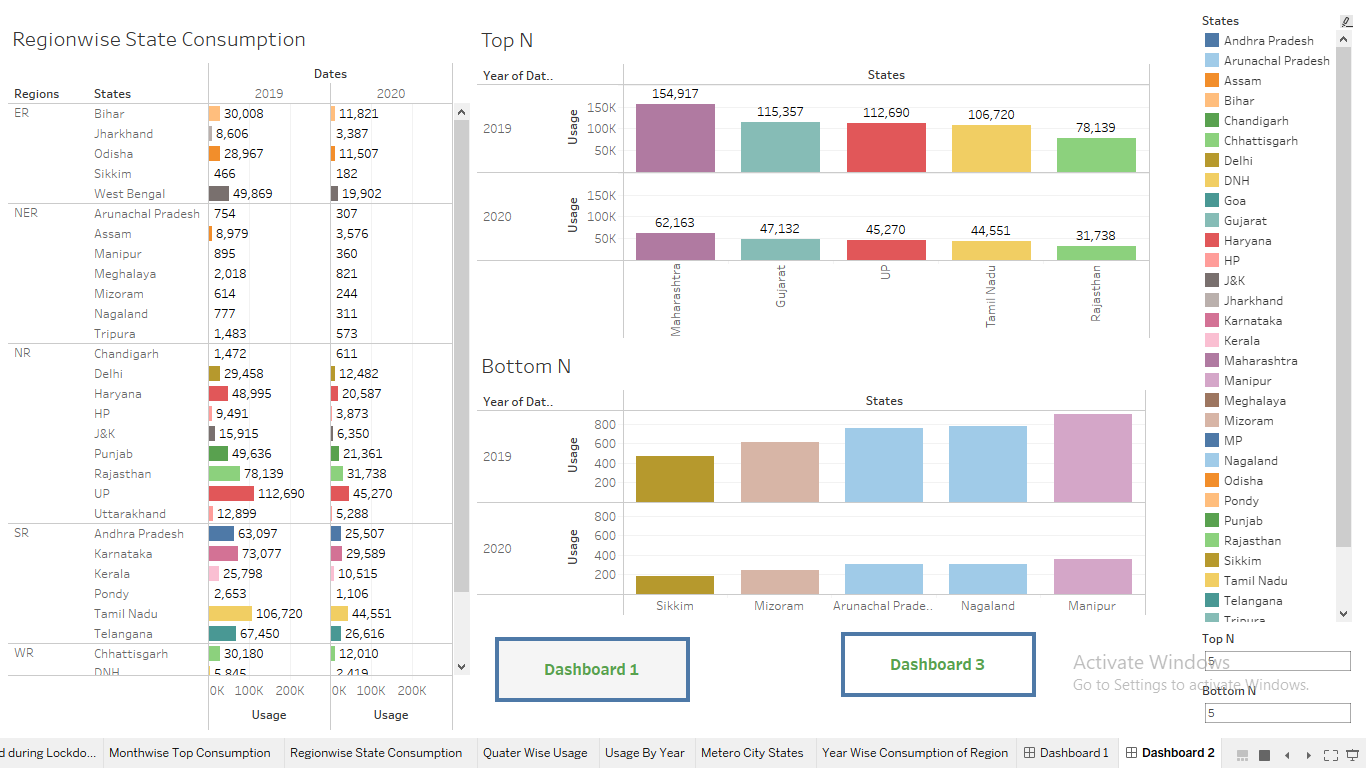 Regionwise State Consumption
Dates
Regions States 2019 2020
ER Bihar 30,008 11,821
Jharkhand 8,606 3,387
Odisha 28,967 11,507
Sikkim 466 182
West Bengal 49,869 19,902
NER Arunachal Pradesh 754 307
Assam 8,979 3,576
Manipur 895 360
Meghalaya 2,018 821
Mizoram 614 244
Nagaland 777 311
Tripura 1,483 573
NR Chandigarh 1,472 611
Delhi 29,458 12,482
Haryana 48,995 20,587
HP 9,491 3,873
J&K 15,915 6,350
Punjab 49,636 21,361
Rajasthan 78,139 31,738
UP 112,690 45,270
Uttarakhand 12,899 5,288
SR Andhra Pradesh 63,097 25,507
Karnataka 73,077 29,589
Kerala 25,798 10,515
Pondy 2,653 1,106
Tamil Nadu 106,720 44,551
Telangana 67,450 26,616
WR Chhattisgarh 30,180 12,010
DNH 5,845 2,419
0K 100K 200K 0K 100K 200K
Usage Usage
Top N
Year of Dat.. States
2019
Usage
150K
100K
50K
154,917 115,357 112,690 106,720 78,139
2020
Usage
150K
100K
50K
62,163 47,132 45,270 44,551 31,738
Maharashtra Gujarat UP Tamil Nadu Rajasthan
Bottom N
Year of Dat.. States
2019
Usage
800
600
400
200
2020
Usage
800
600
400
200
Sikkim Mizoram Arunachal Prade.. Nagaland Manipur
Dashboard 1
Dashboard 3
States
Andhra Pradesh
Arunachal Pradesh
Assam
Bihar
Chandigarh
Chhattisgarh
Delhi
DNH
Goa
Gujarat
Haryana
HP
J&K
Jharkhand
Karnataka
Kerala
Maharashtra
Manipur
Meghalaya
Mizoram
MP
Nagaland
Odisha
Pondy
Punjab
Rajasthan
Sikkim
Tamil Nadu
Telangana
Tripura
Top N
5
Bottom N
5
Activate Windows
Go to Settings to activate Windows.
d during Lockdo... Monthwise Top Consumption Regionwise State Consumption Quater Wise Usage Usage By Year Metero City States Year Wise Consumption of Region Dashboard 1 Dashboard 2